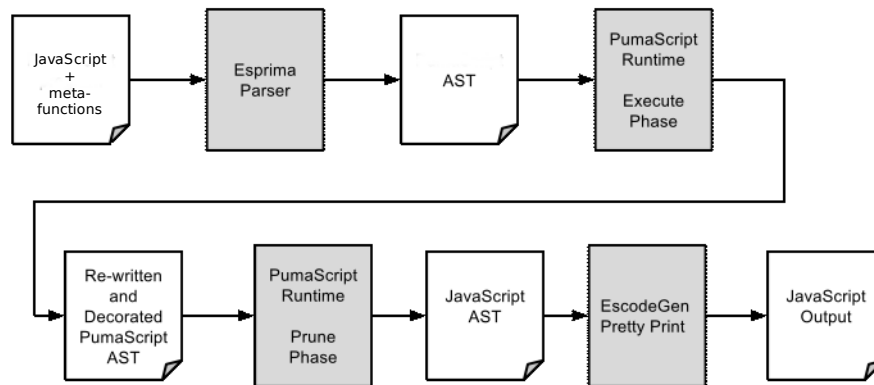 JavaScript
+
meta-
functions
Esprima
Parser
AST
PumaScript
Runtime
Execute
Phase
Re-written
and
Decorated
PumaScript
AST
PumaScript
Runtime
Prune
Phase
JavaScript
AST
EscodeGen
Pretty Print
JavaScript
Output